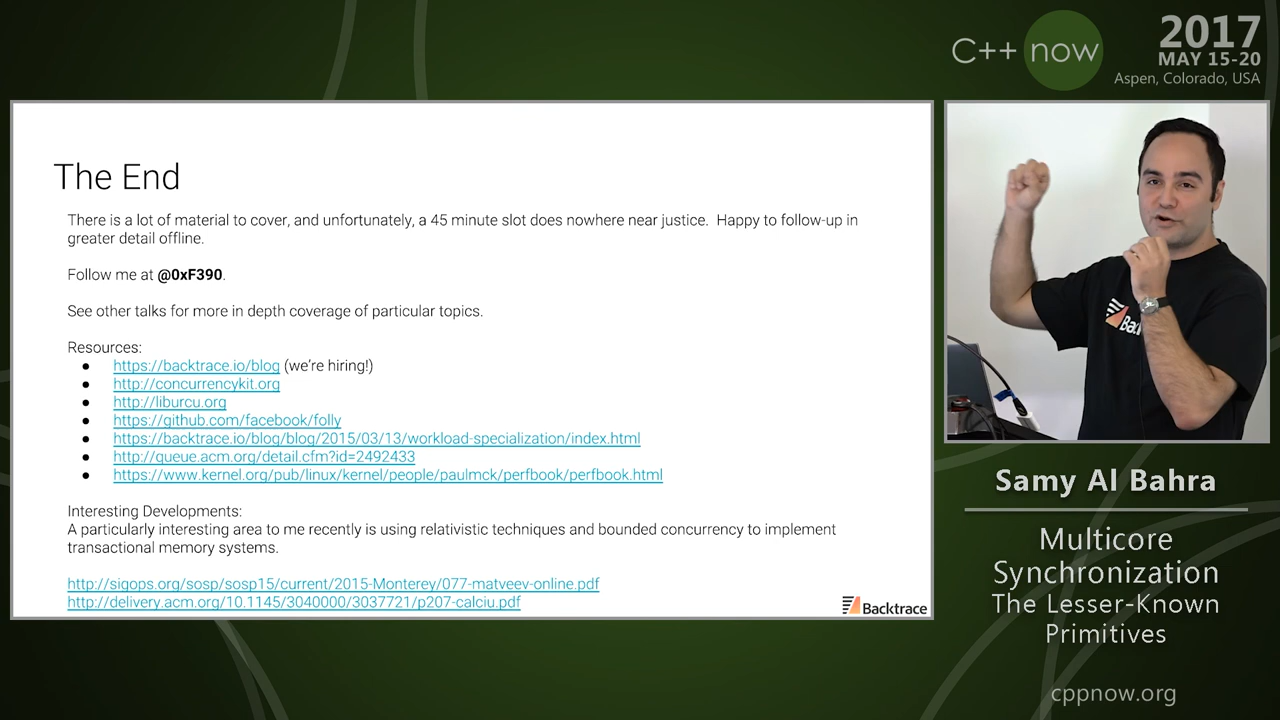 C++ now
2017
MAY 15-20
Aspen, Colorado, USA
The End
There is a lot of material to cover, and unfortunately, a 45 minute slot does nowhere near justice. Happy to follow-up in
greater detail offline.
Follow me at @0xF390.
See other talks for more in depth coverage of particular topics.
Resources:
● https://backtrace.io/blog (we're hiring!)
● http://concurrencykit.org
● http://liburcu.org
● https://github.com/facebook/folly
● https://backtrace.io/blog/blog/2015/03/13/workload-specialization/index.html
● http://queue.acm.org/detail.cfm?id=2492433
● https://www.kernel.org/pub/linux/kernel/people/paulmck/perfbook/perfbook.html
Interesting Developments:
A particularly interesting area to me recently is using relativistic techniques and bounded concurrency to implement
transactional memory systems.
http://sigops.org/sosp/sosp15/current/2015-Monterey/077-matveev-online.pdf
http://delivery.acm.org/10.1145/3040000/3037721/p207-calciu.pdf
Backtrace
Samy Al Bahra
Multicore
Synchronization
The Lesser-Known
Primitives
cppnow.org